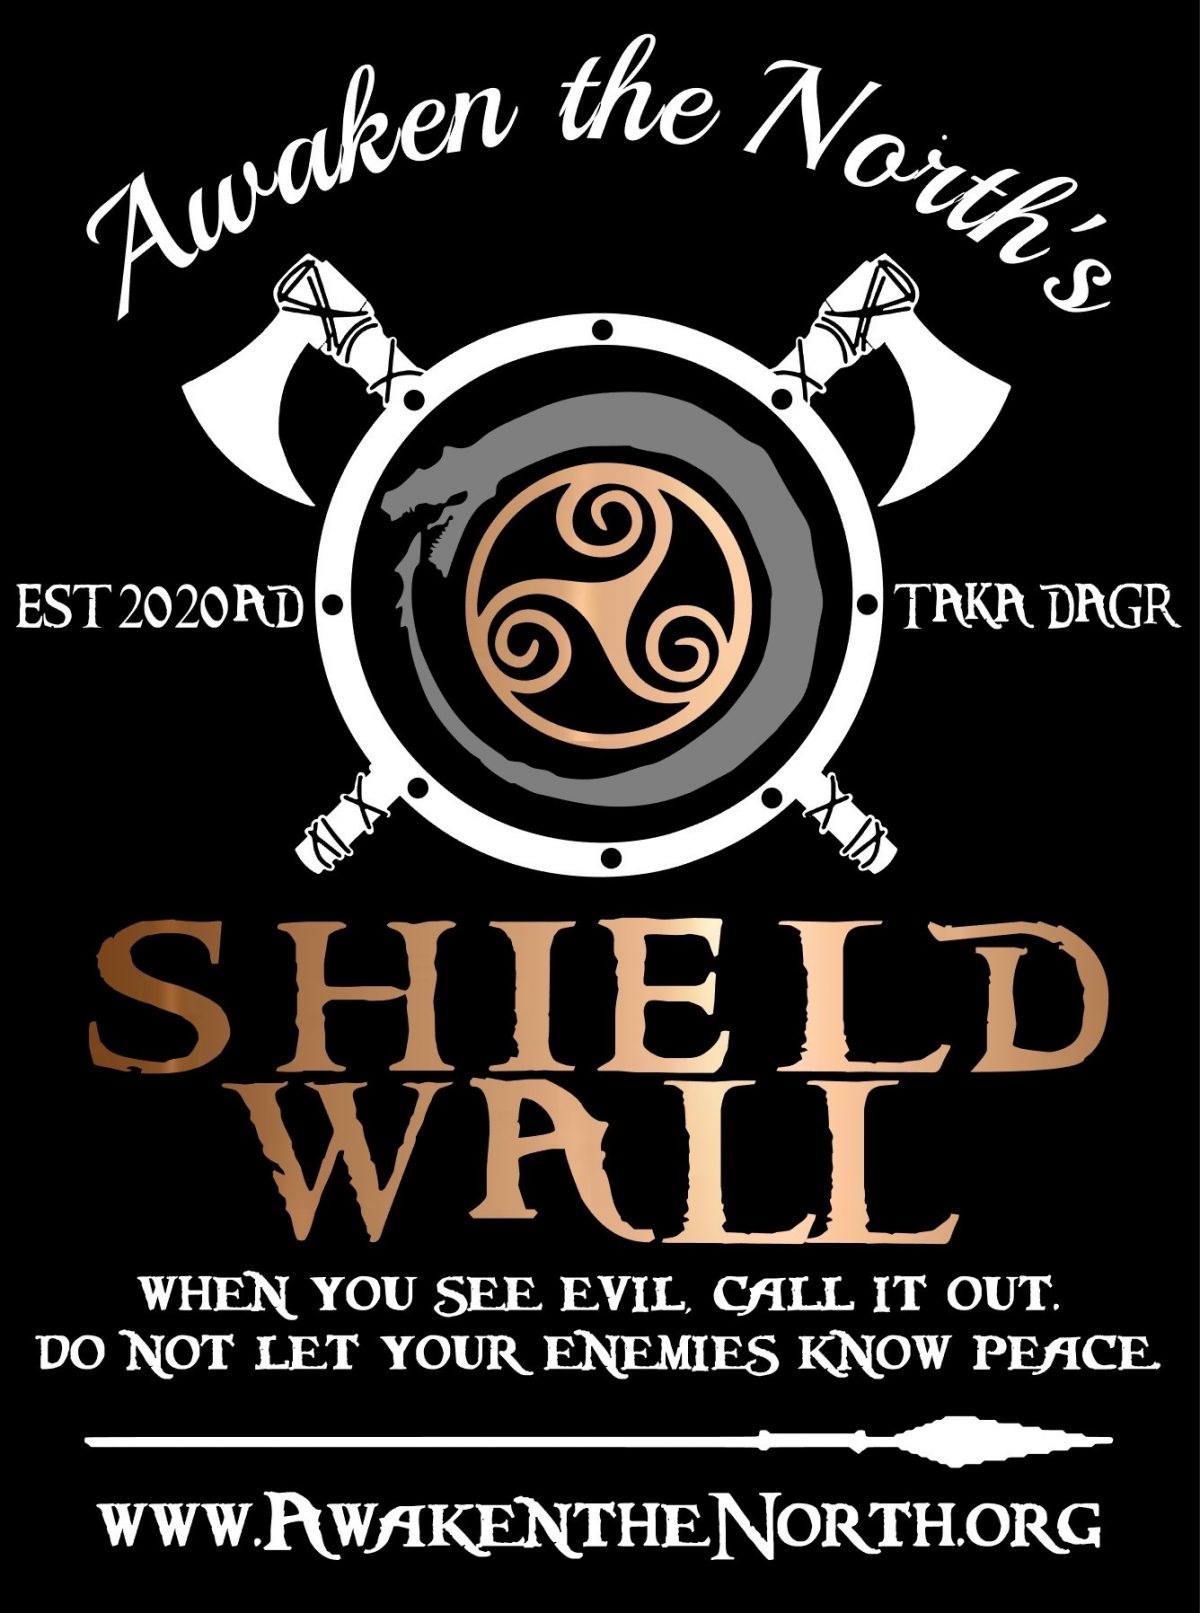 Awaken the North's
EST 2020AD
TAKA DAGR
SHIELD
WALL
WHEN YOU SEE EVIL, CALL IT OUT.
DO NOT LET YOUR ENEMIES KNOW PEACE.
WWW.AWAKENTHENORTH.ORG